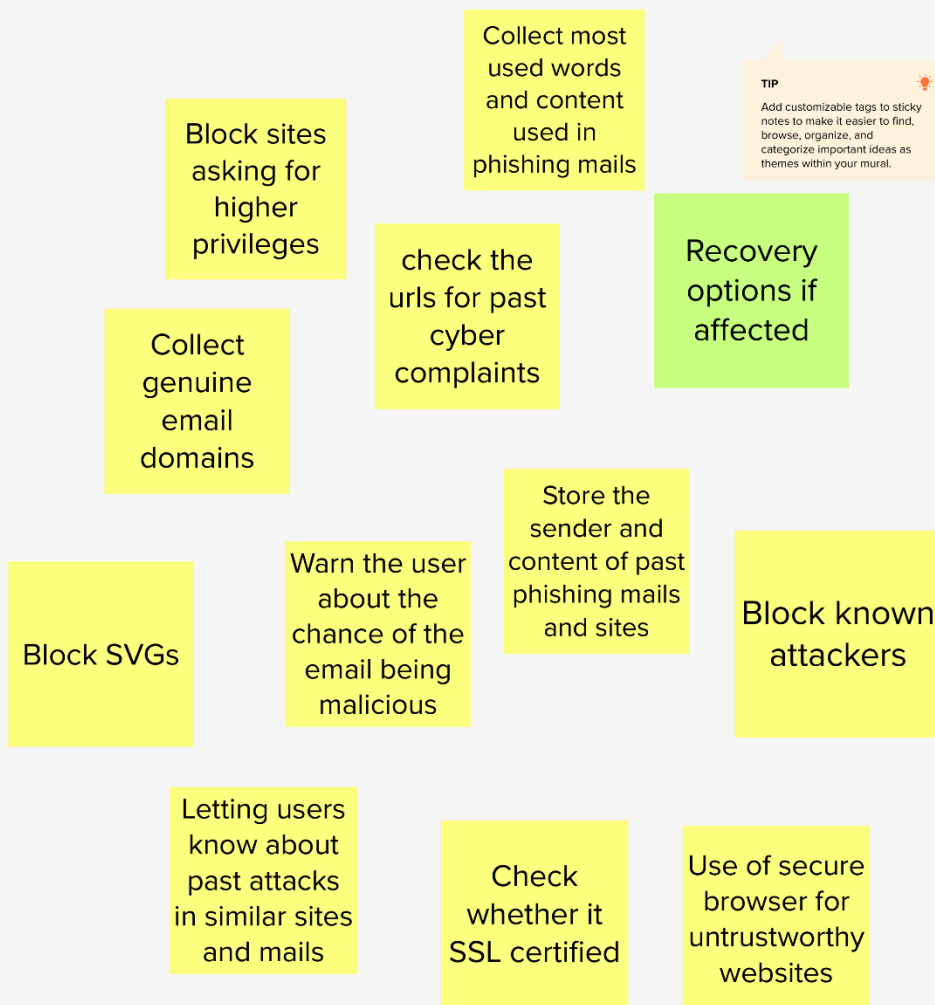 Collect most
used words
and content
used in
phishing mails
TIP
Add customizable tags to sticky
notes to make it easier to find,
browse, organize, and
categorize important ideas as
themes within your mural.
Block sites
asking for
higher
privileges
check the
urls for past
cyber
complaints
Recovery
options if
affected
Collect
genuine
email
domains
Store the
sender and
content of past
phishing mails
and sites
Warn the user
about the
chance of the
email being
malicious
Block known
attackers
Block SVGs
Letting users
know about
past attacks
in similar sites
and mails
Check
whether it
SSL certified
Use of secure
browser for
untrustworthy
websites